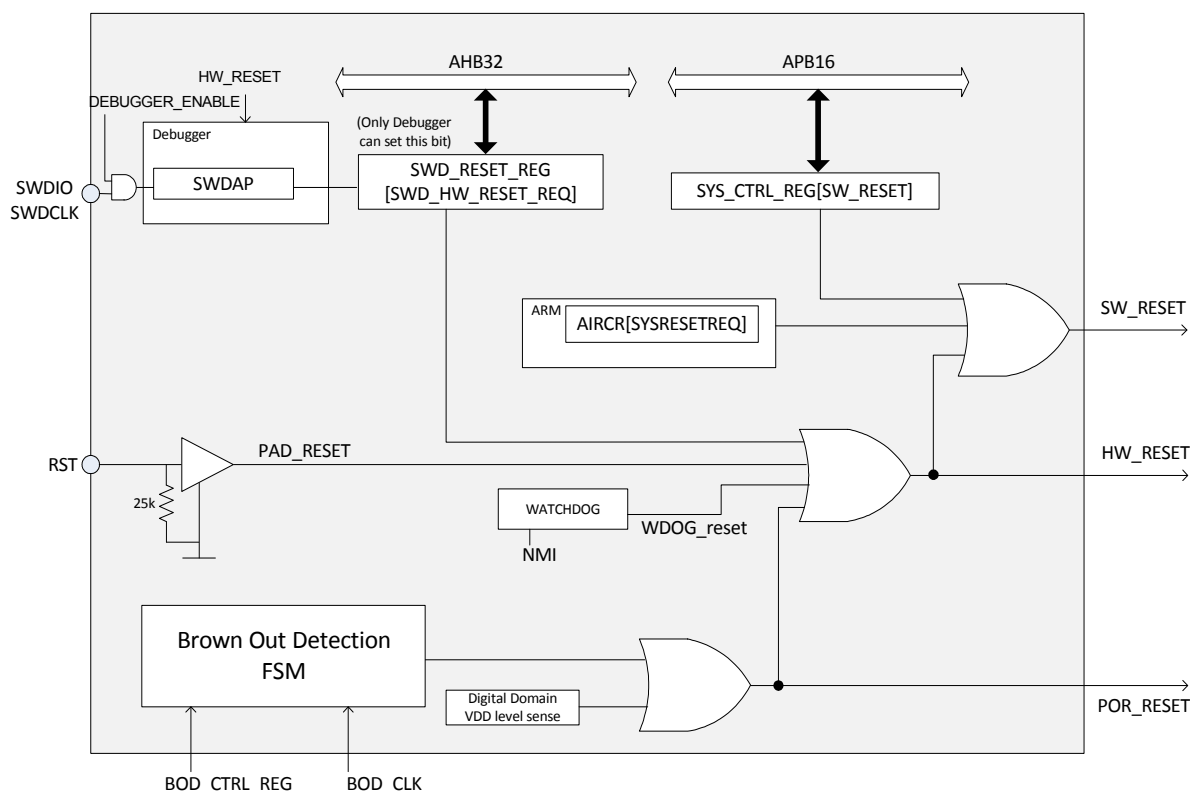 AHB32
APB16
HW_RESET
DEBUGGER_ENABLE
Debugger
(Only Debugger
can set this bit)
SWDAP
SWD_RESET_REG
[SWD_HW_RESET_REQ]
SYS_CTRL_REG[SW_RESET]
SWDIO
SWDCLK
ARM
AIRCR[SYSRESETREQ]
SW_RESET
RST
PAD_RESET
HW_RESET
25k
WATCHDOG
WDOG_reset
NMI
Brown Out Detection
FSM
Digital Domain
VDD level sense
POR_RESET
BOD_CTRL_REG
BOD_CLK